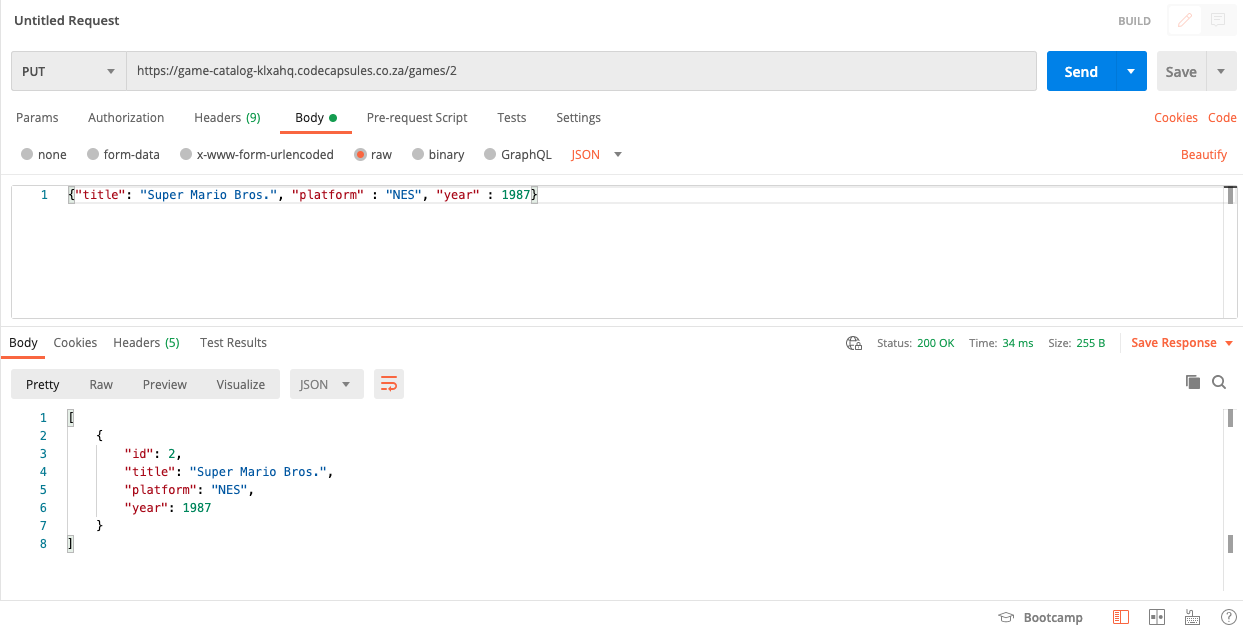 Untitled Request BUILD
PUT https://game-catalog-klxahq.codecapsules.co.za/games/2 Send Save
Params Authorization Headers (9) Body Pre-request Script Tests Settings Cookies Code
none form-data x-www-form-urlencoded raw binary GraphQL JSON Beautify
1 {"title": "Super Mario Bros.", "platform" : "NES", "year" : 1987}
Body Cookies Headers (5) Test Results Status: 200 OK Time: 34 ms Size: 255 B Save Response
Pretty Raw Preview Visualize JSON
1 [
2 {
3 "id": 2,
4 "title": "Super Mario Bros.",
5 "platform": "NES",
6 "year": 1987
7 }
8 ]
Bootcamp